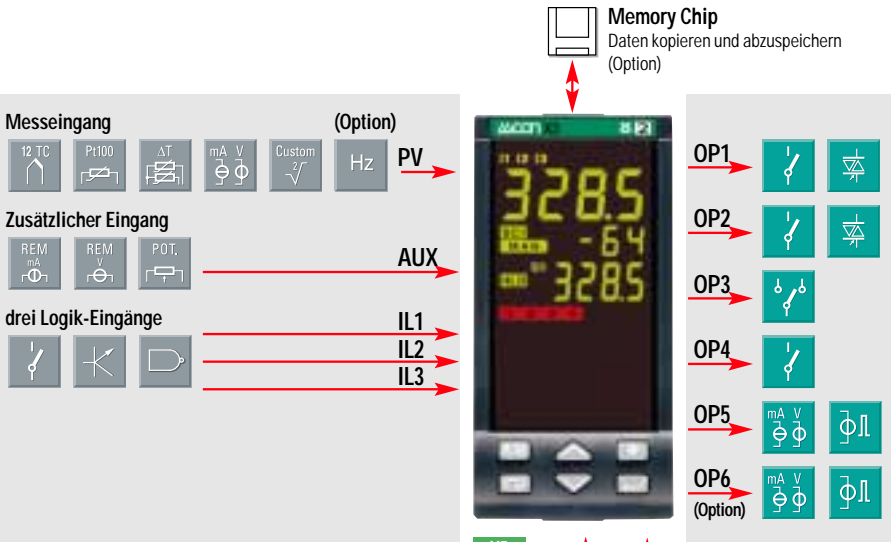 Memory Chip
Daten kopieren und abzuspeichern
(Option)
Messeingang
(Option)
12 TC
Pt100
ΔT
mA V
Custom
Hz
PV
Zusätzlicher Eingang
REM
mA
REM
V
POT.
AUX
drei Logik-Eingänge
IL1
IL2
IL3
328.5
-64
328.5
OP1
OP2
OP3
OP4
OP5
mA V
OP6
(Option)
mA V